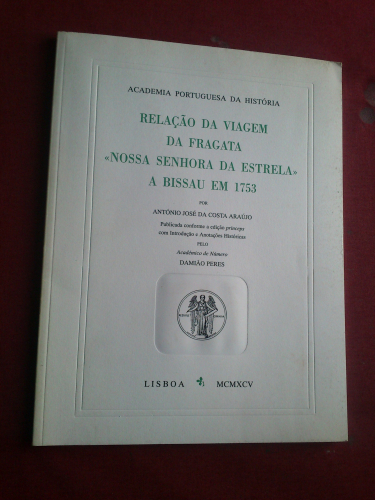 ACADEMIA PORTUGUESA DA HISTÓRIA
RELAÇÃO DA VIAGEM
DA FRAGATA
«NOSSA SENHORA DA ESTRELA»
A BISSAU EM 1753
POR
ANTÓNIO JOSÉ DA COSTA ARAÚJO
Publicada conforme a edição princeps
com Introdução e Anotações Históricas
PELO
Académico de Número
DAMIÃO PERES
LISBOA MCMXCV